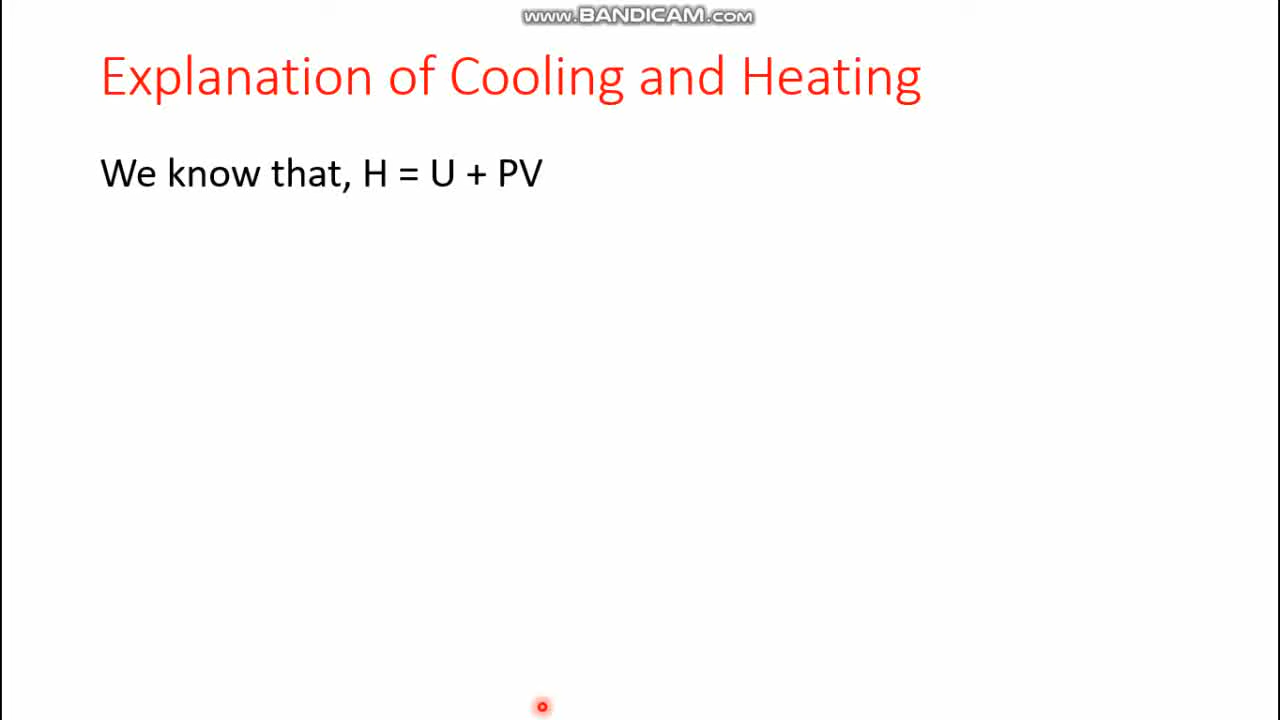 www.BANDICAM.com
Explanation of Cooling and Heating
We know that, H = U + PV